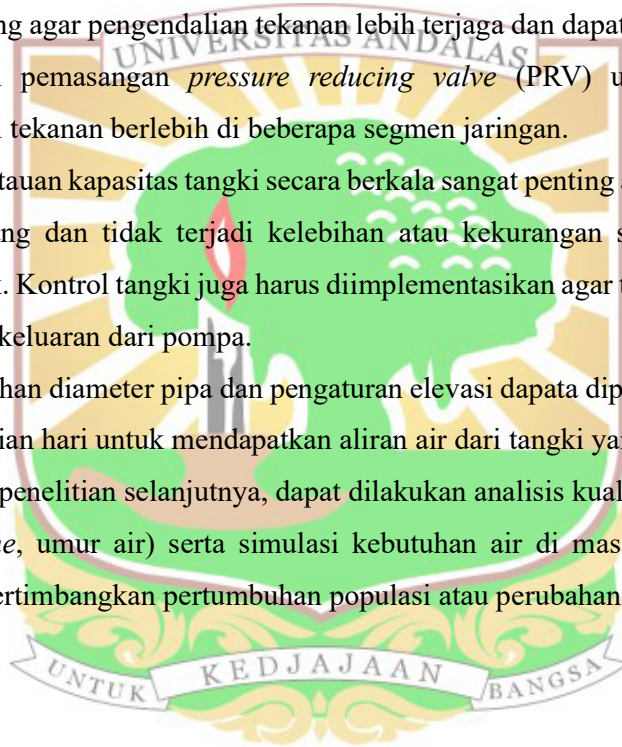 ng agar pengendalian tekanan lebih terjaga dan dapat
UNIVERSITAS ANDALAS
pemasangan pressure reducing valve (PRV) u
tekanan berlebih di beberapa segmen jaringan.
tauan kapasitas tangki secara berkala sangat penting a
ng dan tidak terjadi kelebihan atau kekurangan s
. Kontrol tangki juga harus diimplementasikan agar t
keluaran dari pompa.
han diameter pipa dan pengaturan elevasi dapata dip
ian hari untuk mendapatkan aliran air dari tangki yan
penelitian selanjutnya, dapat dilakukan analisis kual
ne, umur air) serta simulasi kebutuhan air di mas
ertimbangkan pertumbuhan populasi atau perubahan
UNTUK KEDJAJAAN BANGSA